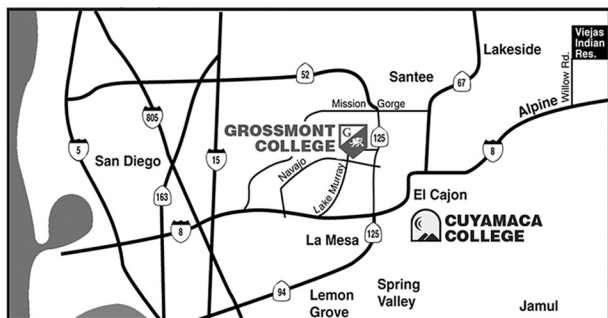 Viejas
Indian
Res.
Lakeside
Willow Rd.
52
Santee
67
Alpine
Mission Gorge
805
G
GROSSMONT
COLLEGE
125
5
San Diego
15
8
Navajo
163
Lake Murray
El Cajon
CUYAMACA
COLLEGE
8
La Mesa
125
94
Lemon
Grove
Spring
Valley
Jamul